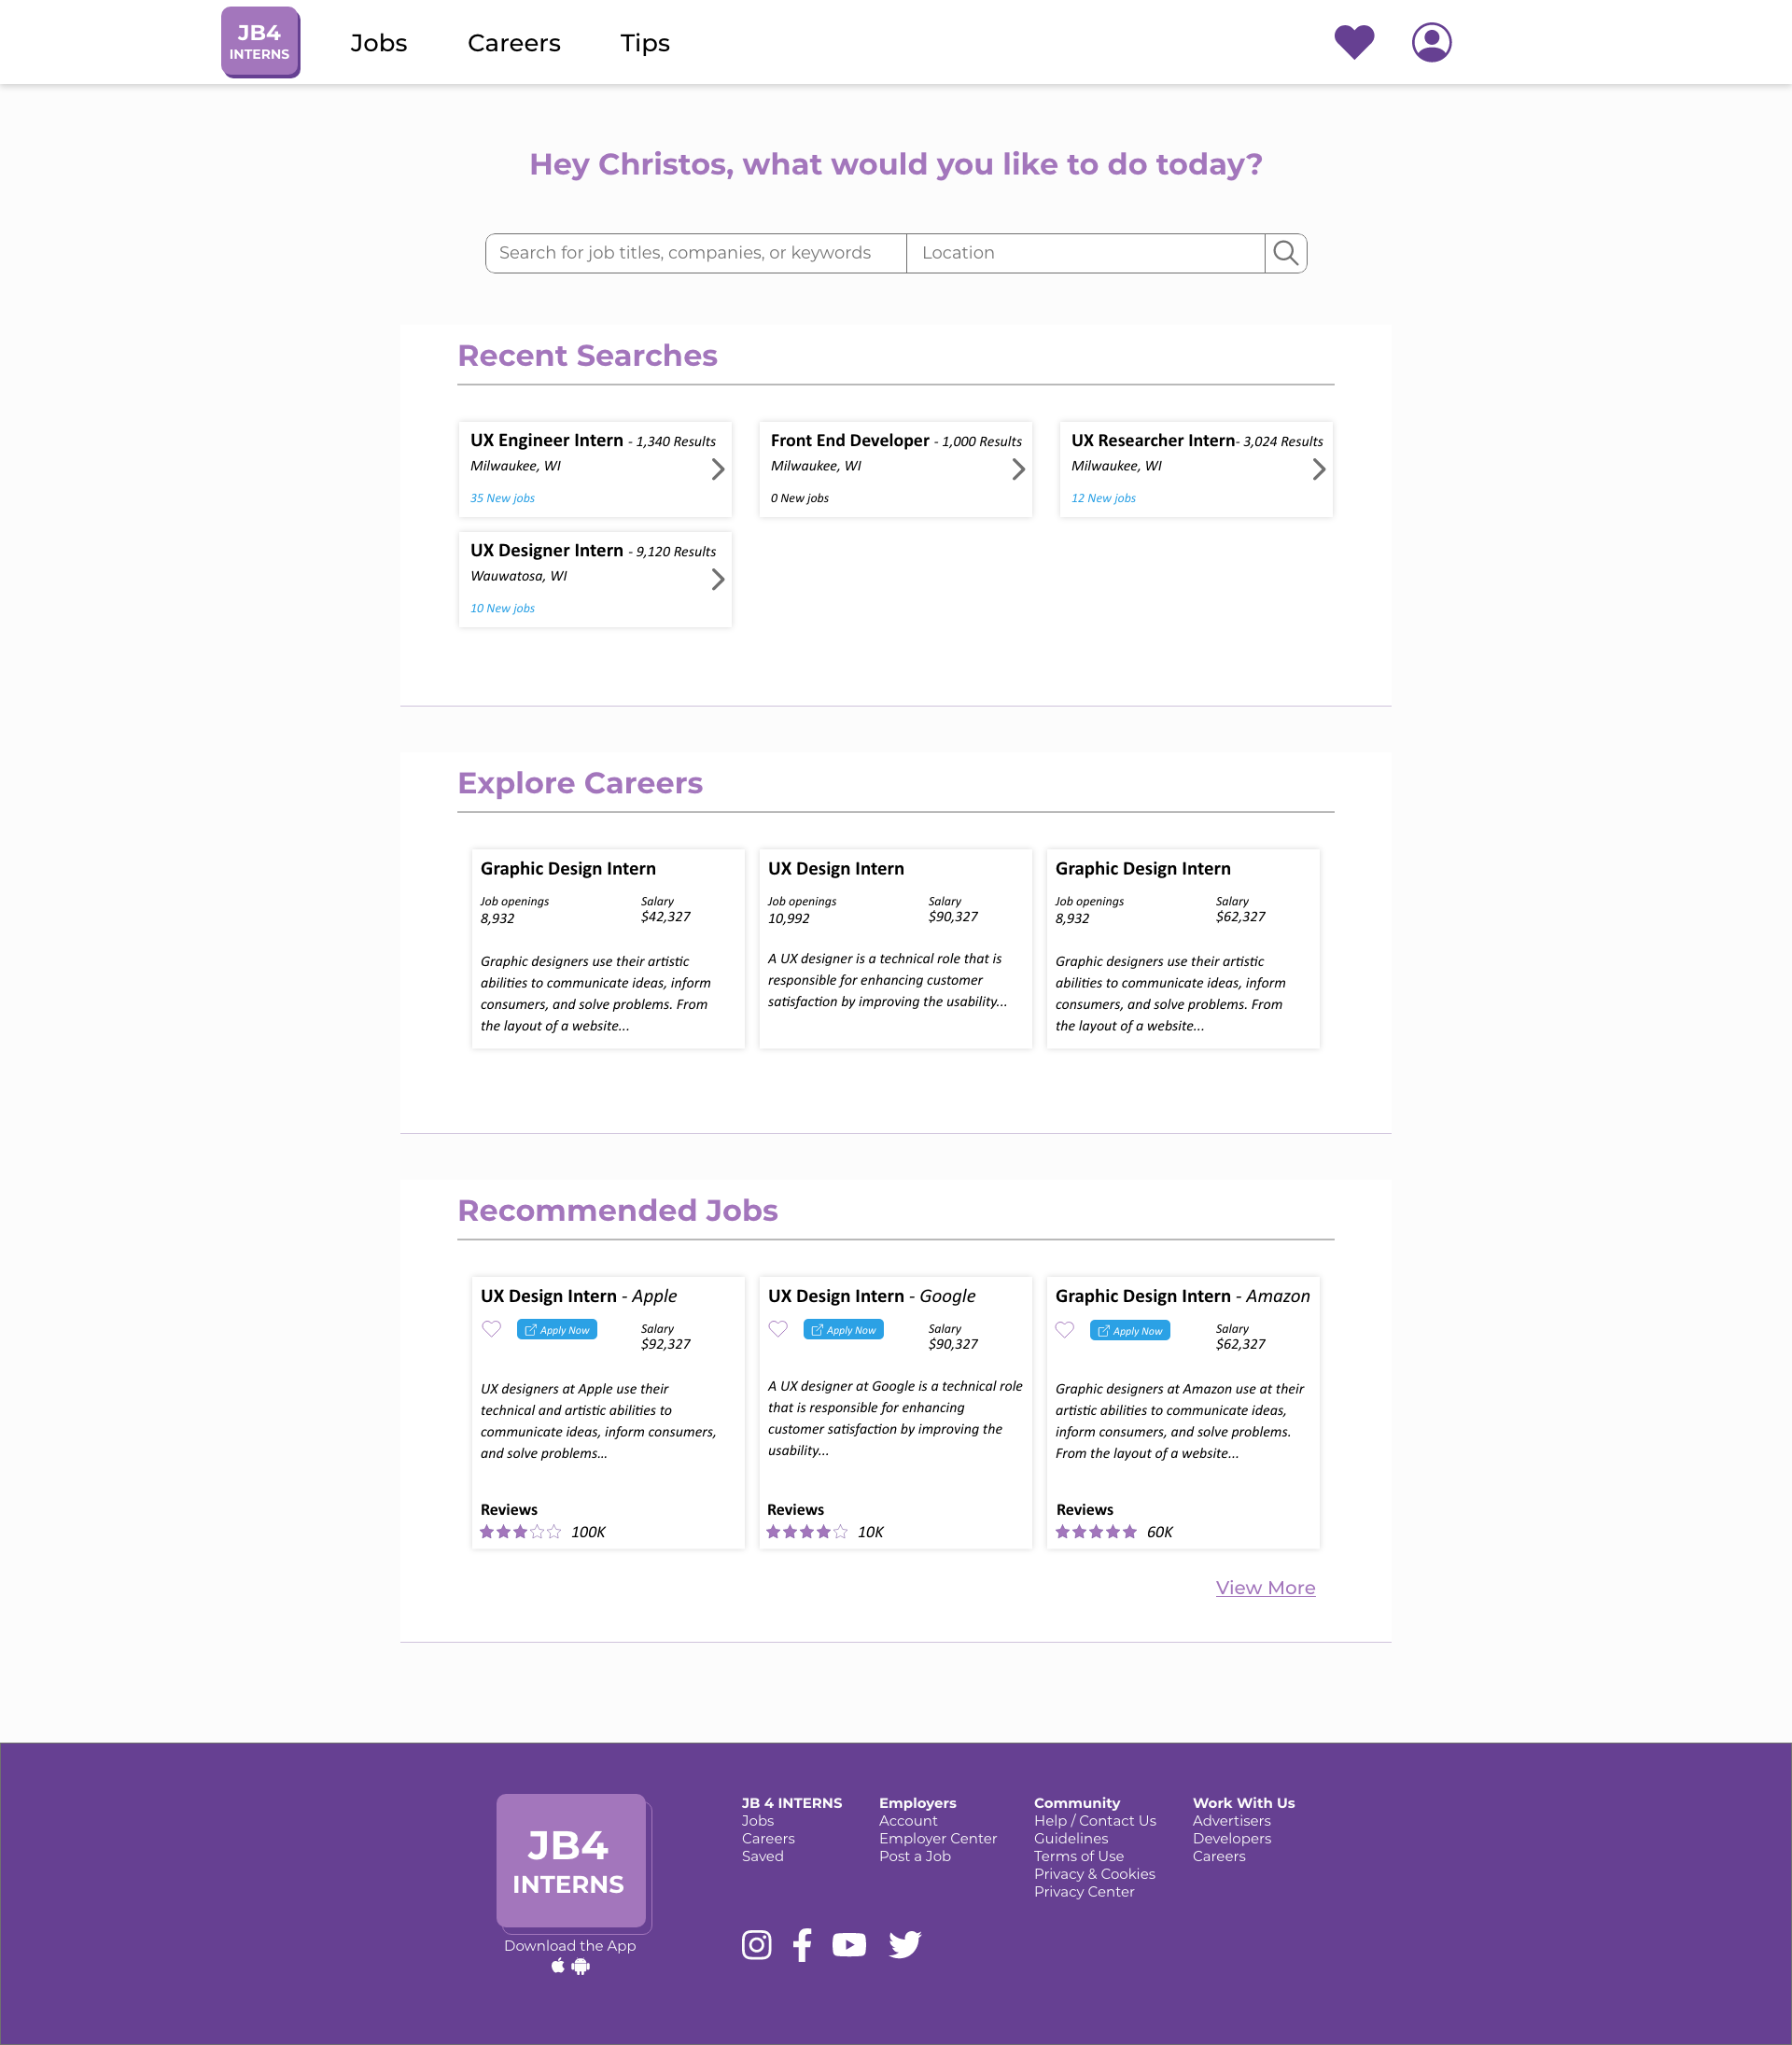 JB4
INTERNS
Jobs Careers Tips
Hey Christos, what would you like to do today?
Search for job titles, companies, or keywords Location
Recent Searches
UX Engineer Intern - 1,340 Results
Milwaukee, WI
35 New jobs
Front End Developer - 1,000 Results
Milwaukee, WI
0 New jobs
UX Researcher Intern- 3,024 Results
Milwaukee, WI
12 New jobs
UX Designer Intern - 9,120 Results
Wauwatosa, WI
10 New jobs
Explore Careers
Graphic Design Intern
Job openings Salary
8,932 $42,327
Graphic designers use their artistic
abilities to communicate ideas, inform
consumers, and solve problems. From
the layout of a website...
UX Design Intern
Job openings Salary
10,992 $90,327
A UX designer is a technical role that is
responsible for enhancing customer
satisfaction by improving the usability...
Graphic Design Intern
Job openings Salary
8,932 $62,327
Graphic designers use their artistic
abilities to communicate ideas, inform
consumers, and solve problems. From
the layout of a website...
Recommended Jobs
UX Design Intern - Apple
Apply Now Salary
$92,327
UX designers at Apple use their
technical and artistic abilities to
communicate ideas, inform consumers,
and solve problems...
Reviews
100K
UX Design Intern - Google
Apply Now Salary
$90,327
A UX designer at Google is a technical role
that is responsible for enhancing
customer satisfaction by improving the
usability...
Reviews
10K
Graphic Design Intern - Amazon
Apply Now Salary
$62,327
Graphic designers at Amazon use at their
artistic abilities to communicate ideas,
inform consumers, and solve problems.
From the layout of a website...
Reviews
60K
View More
JB4
INTERNS
Download the App
JB 4 INTERNS
Jobs
Careers
Saved
Employers
Account
Employer Center
Post a Job
Community
Help / Contact Us
Guidelines
Terms of Use
Privacy & Cookies
Privacy Center
Work With Us
Advertisers
Developers
Careers